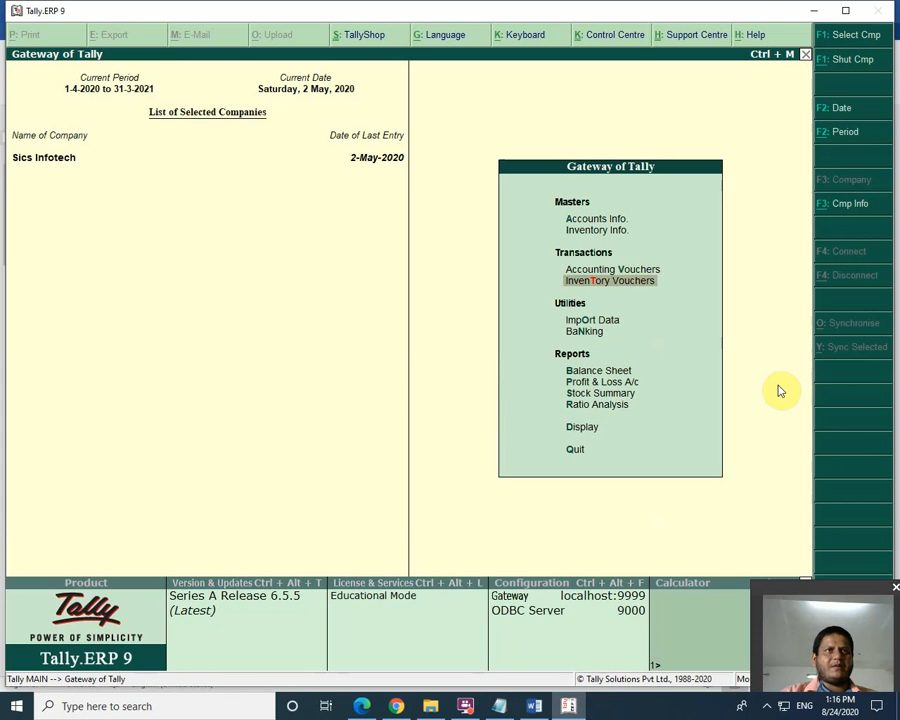 Tally.ERP 9
P: Print
E: Export
M: E-Mail
O: Upload
S: TallyShop
G: Language
K: Keyboard
K: Control Centre
H: Support Centre
H: Help
F1: Select Cmp
Gateway of Tally
Ctrl + M
F1: Shut Cmp
Current Period
1-4-2020 to 31-3-2021
Current Date
Saturday, 2 May, 2020
List of Selected Companies
Name of Company
Date of Last Entry
Sics Infotech
2-May-2020
Gateway of Tally
Masters
Accounts Info.
Inventory Info.
Transactions
Accounting Vouchers
InvenTory Vouchers
Utilities
ImpOrt Data
BaNking
Reports
Balance Sheet
Profit & Loss A/c
Stock Summary
Ratio Analysis
Display
Quit
F2: Date
F2: Period
F3: Company
F3: Cmp Info
F4: Connect
F4: Disconnect
O: Synchronise
Y: Sync Selected
Product
Tally
POWER OF SIMPLICITY
Tally.ERP 9
Version & Updates Ctrl + Alt + T
Series A Release 6.5.5
(Latest)
License & Services Ctrl + Alt + L
Educational Mode
Configuration Ctrl + Alt + F
Gateway localhost:9999
ODBC Server 9000
Calculator
1>
Tally MAIN --> Gateway of Tally
© Tally Solutions Pvt Ltd., 1988-2020
Mo
Type here to search
ENG
1:16 PM
8/24/2020